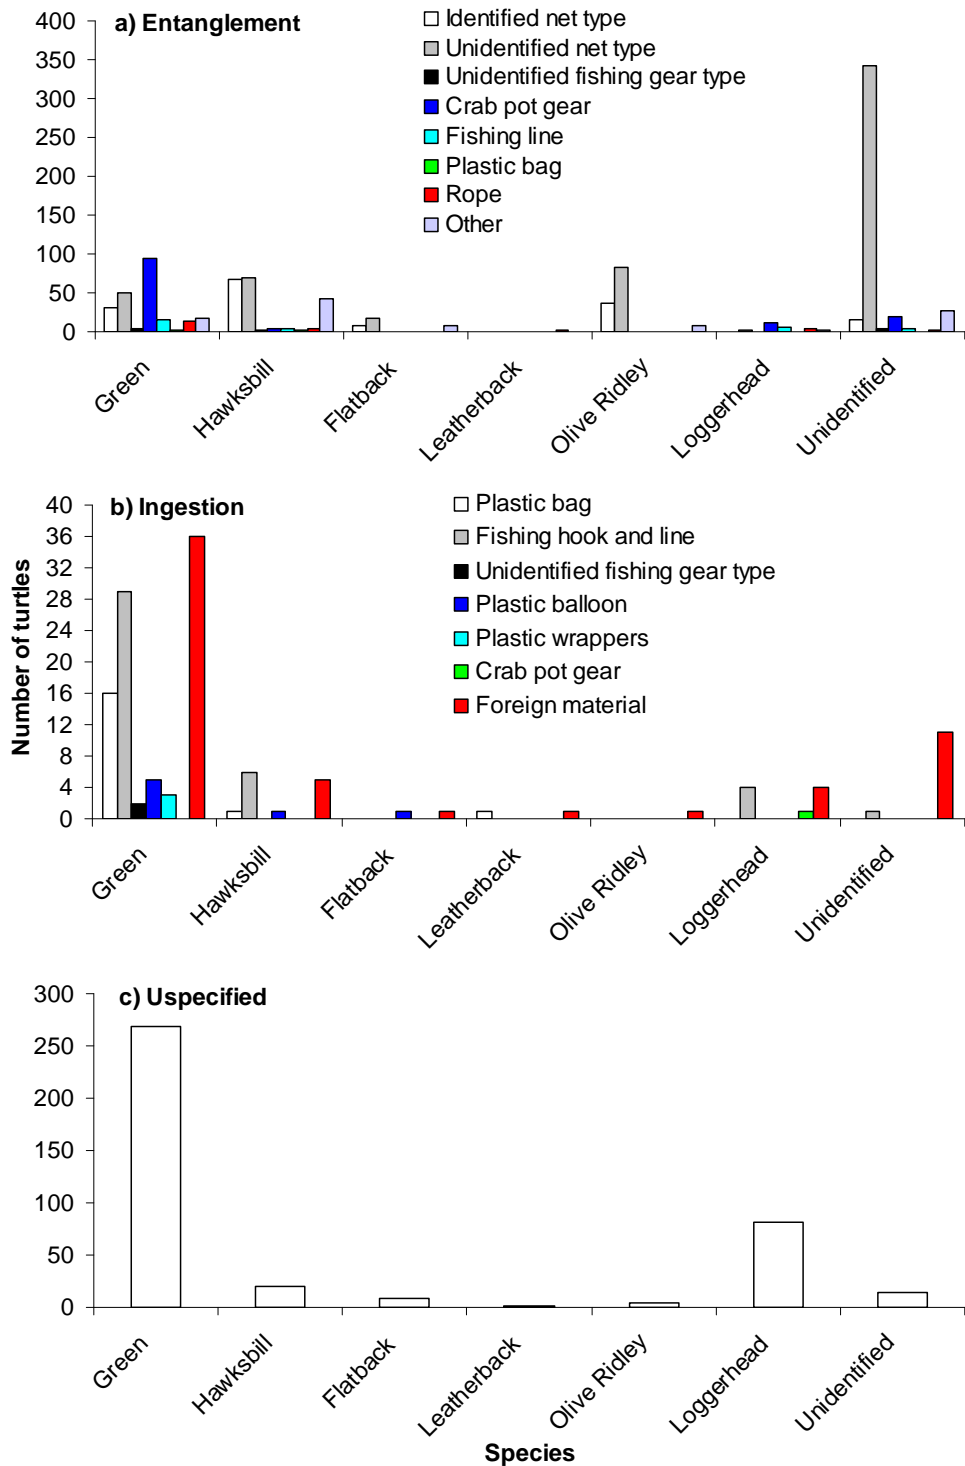 a) Entanglement
Identified net type
Unidentified net type
Unidentified fishing gear type
Crab pot gear
Fishing line
Plastic bag
Rope
Other
400
350
300
250
200
150
100
50
0
Green
Hawksbill
Flatback
Leatherback
Olive Ridley
Loggerhead
Unidentified
b) Ingestion
Plastic bag
Fishing hook and line
Unidentified fishing gear type
Plastic balloon
Plastic wrappers
Crab pot gear
Foreign material
Number of turtles
40
36
32
28
24
20
16
12
8
4
0
Green
Hawksbill
Flatback
Leatherback
Olive Ridley
Loggerhead
Unidentified
c) Uspecified
300
250
200
150
100
50
0
Green
Hawksbill
Flatback
Leatherback
Olive Ridley
Loggerhead
Unidentified
Species